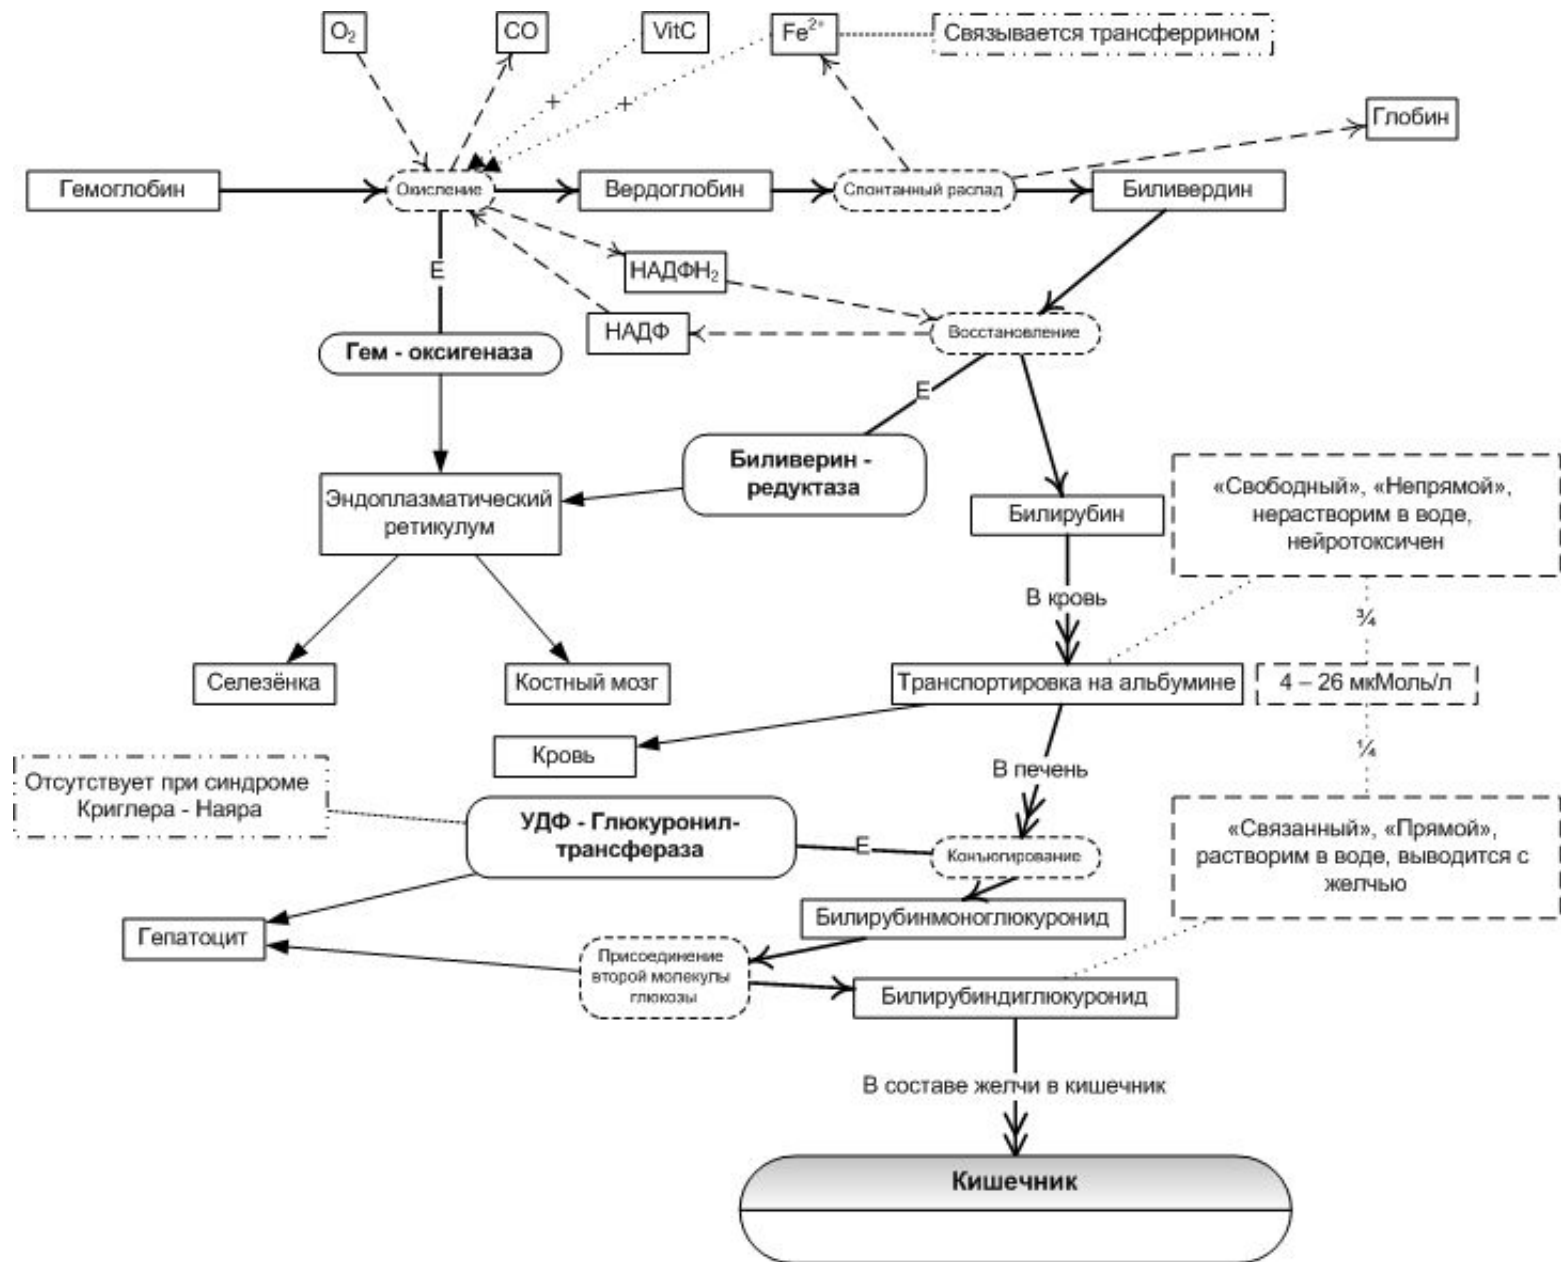 O₂
CO
VitC
Fe²⁺
Связывается трансферрином
Глобин
+
+
Гемоглобин
Окисление
Вердоглобин
Спонтанный распад
Биливердин
E
НАДФН₂
НАДФ
Восстановление
Гем - оксигеназа
E
Биливерин -
редуктаза
Эндоплазматический
ретикулум
Билирубин
«Свободный», «Непрямой»,
нерастворим в воде,
нейротоксичен
В кровь
¾
Селезёнка
Костный мозг
Транспортировка на альбумине
4 – 26 мкМоль/л
Кровь
¼
В печень
Отсутствует при синдроме
Криглера - Наяра
УДФ - Глюкуронил-
трансфераза
E
Конъюгирование
«Связанный», «Прямой»,
растворим в воде, выводится с
желчью
Билирубинмоноглюкуронид
Гепатоцит
Присоединение
второй молекулы
глюкозы
Билирубиндиглюкуронид
В составе желчи в кишечник
Кишечник